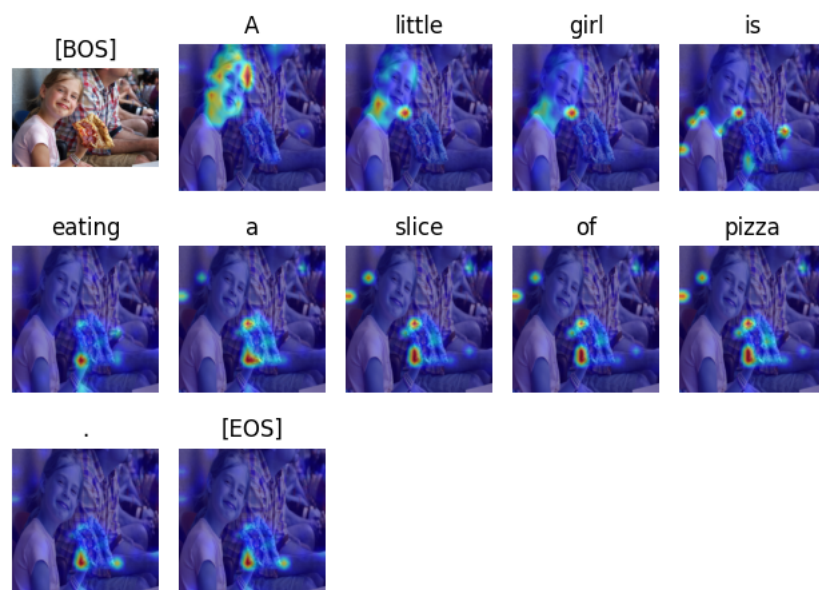 [BOS] A little girl is
eating a slice of pizza
. [EOS]